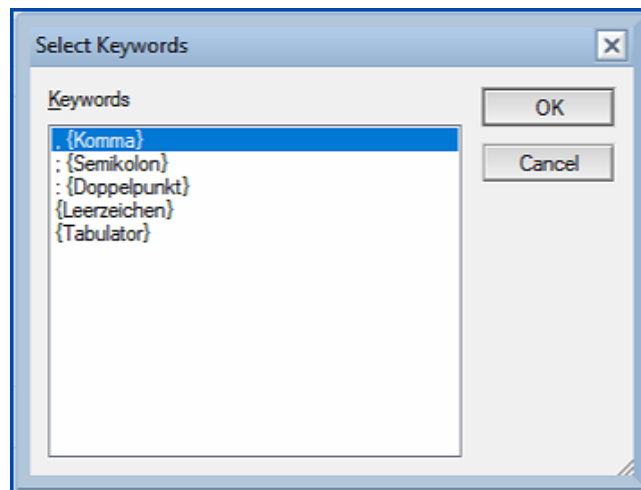 Select Keywords
Keywords
OK
Cancel
, {Komma}
; {Semikolon}
: {Doppelpunkt}
{Leerzeichen}
{Tabulator}